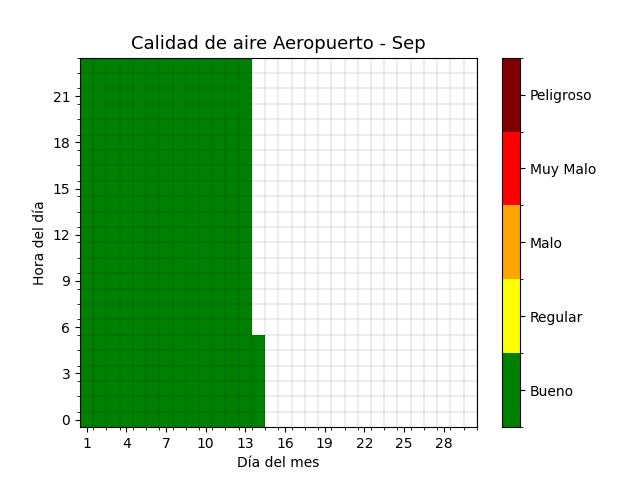 Calidad de aire Aeropuerto - Sep
21
18
15
12
9
6
3
0
Hora del día
1 4 7 10 13 16 19 22 25 28
Día del mes
Peligroso
Muy Malo
Malo
Regular
Bueno